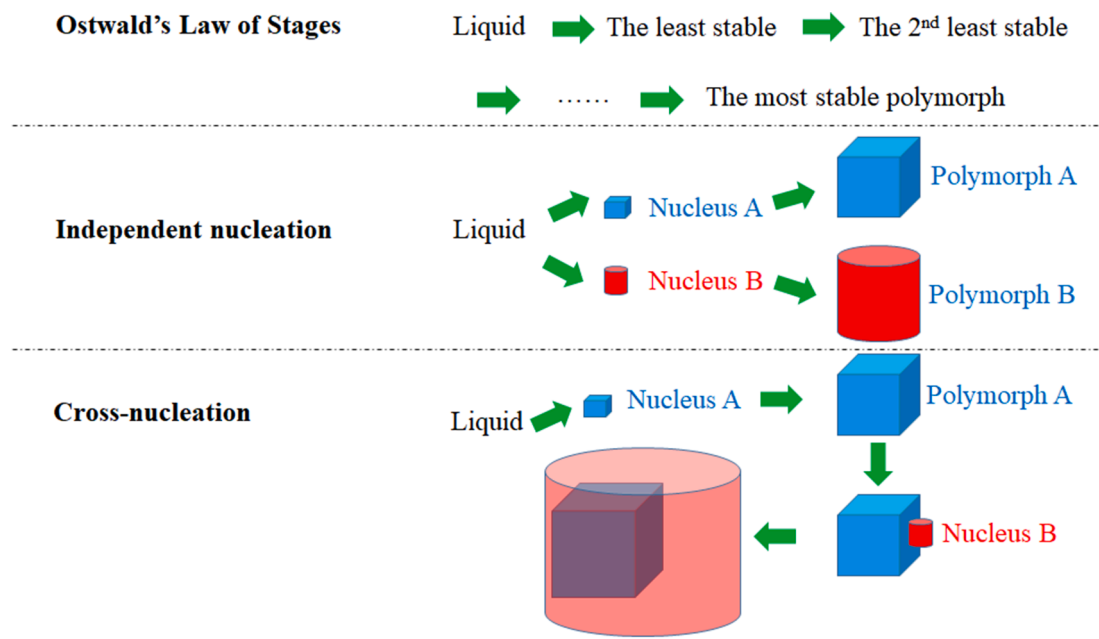 Ostwald’s Law of Stages
Liquid The least stable The 2nd least stable
...... The most stable polymorph
Independent nucleation
Liquid
Nucleus A
Polymorph A
Nucleus B
Polymorph B
Cross-nucleation
Liquid
Nucleus A
Polymorph A
Nucleus B